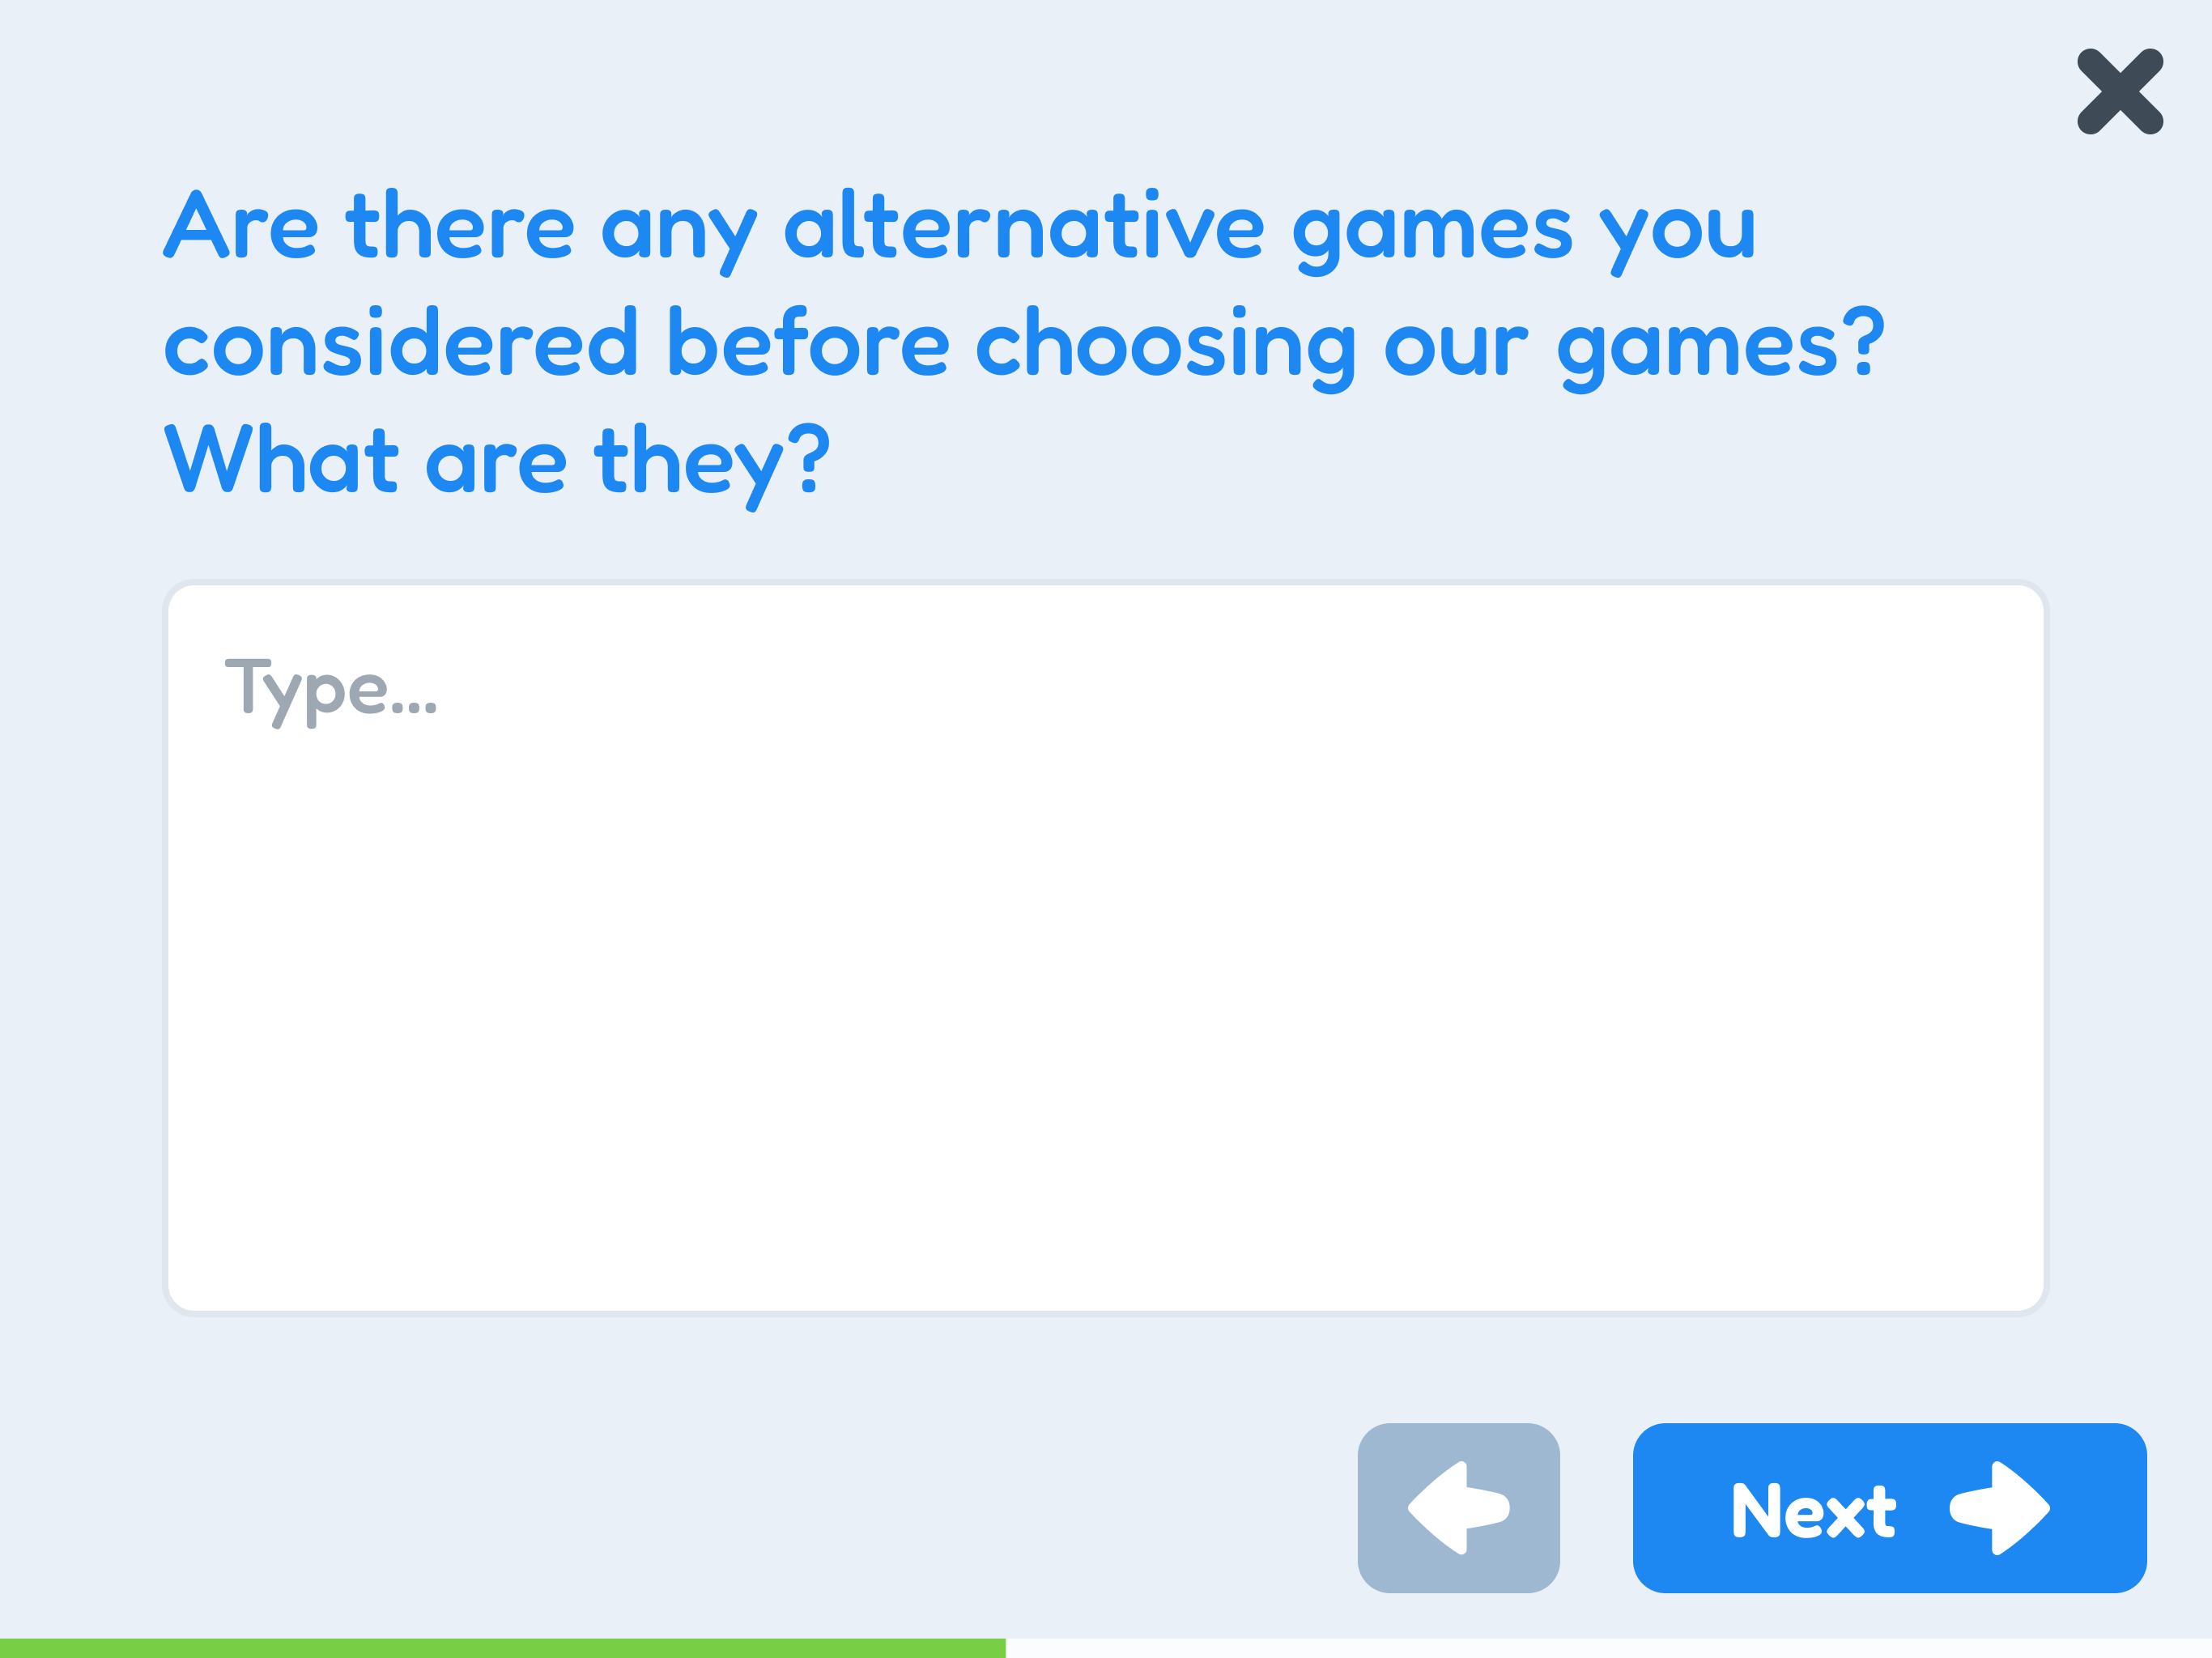 Are there any alternative games you
considered before choosing our games?
What are they?
Type...
Next